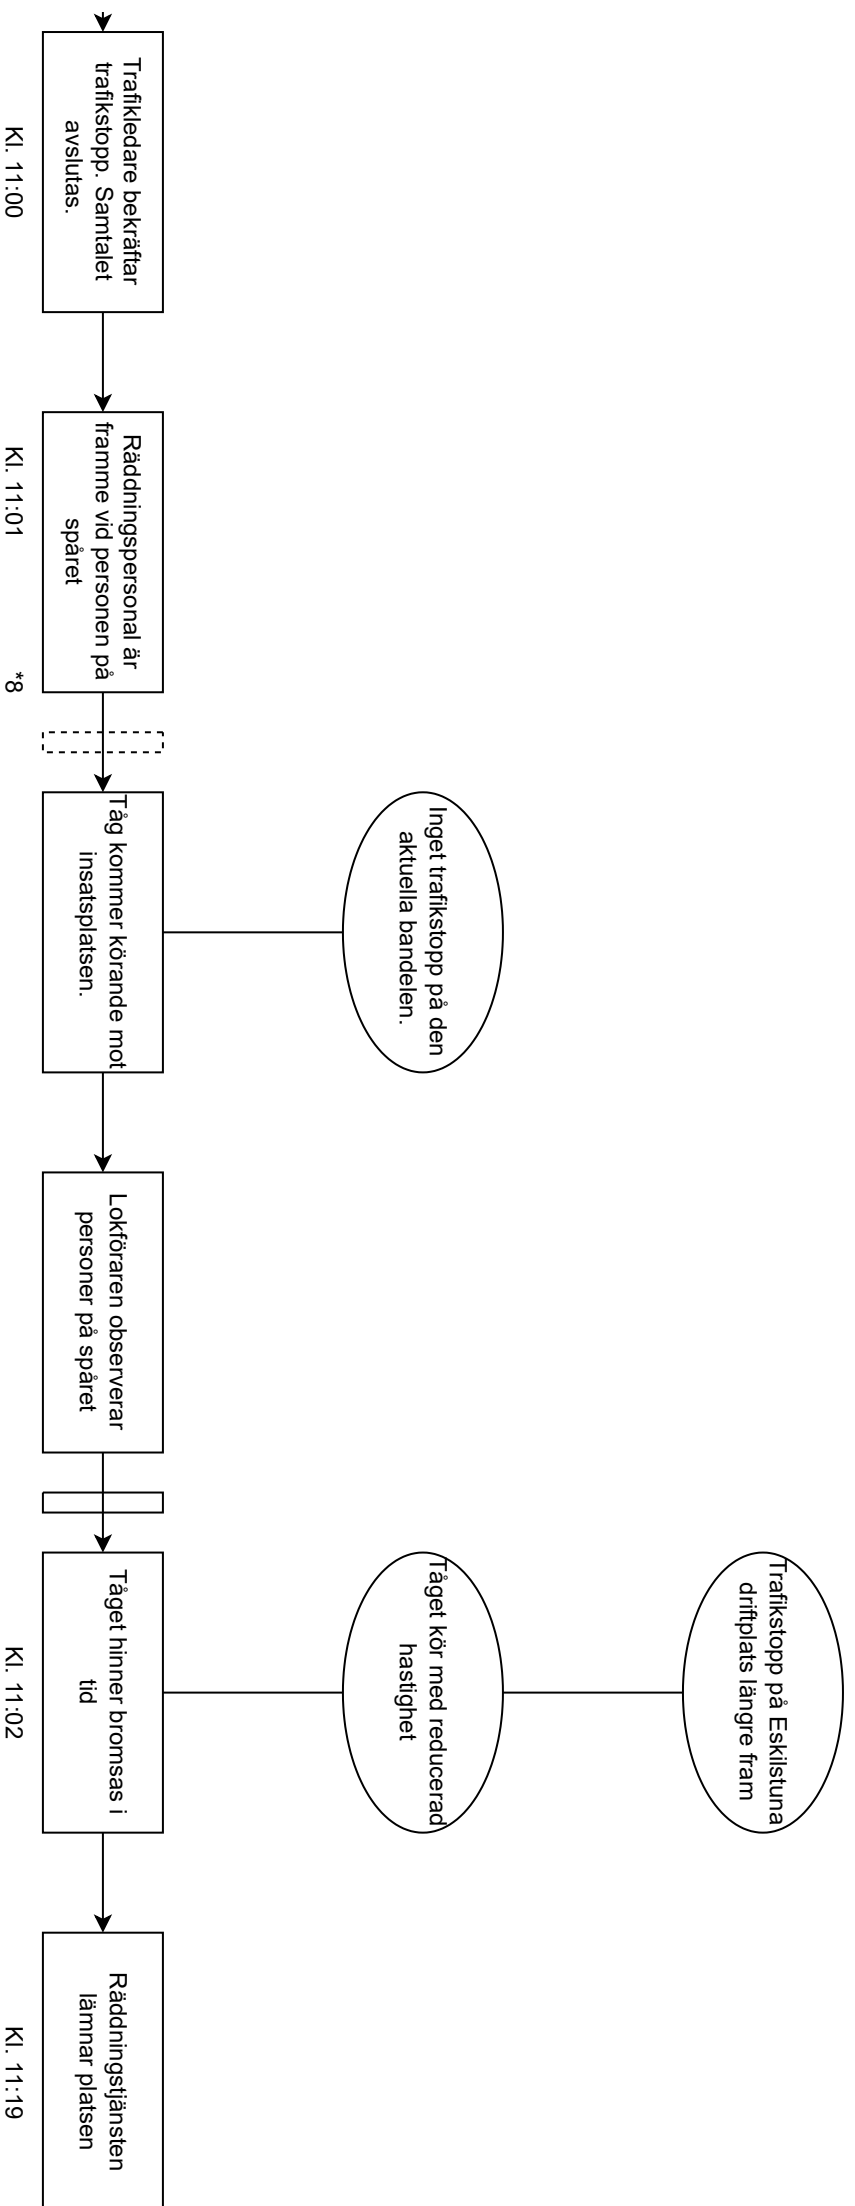 Trafikledare bekräftar
trafikstopp. Samtalet
avslutas.
Kl. 11:00
Räddningspersonal är
framme vid personen på
spåret
Kl. 11:01
*8
Inget trafikstopp på den
aktuella bandelen.
Tåg kommer körande mot
insatsplatsen.
Lokföraren observerar
personer på spåret
Trafikstopp på Eskilstuna
driftplats längre fram
Tåget kör med reducerad
hastighet
Tåget hinner bromsas i
tid
Kl. 11:02
Räddningstjänsten
lämnar platsen
Kl. 11:19